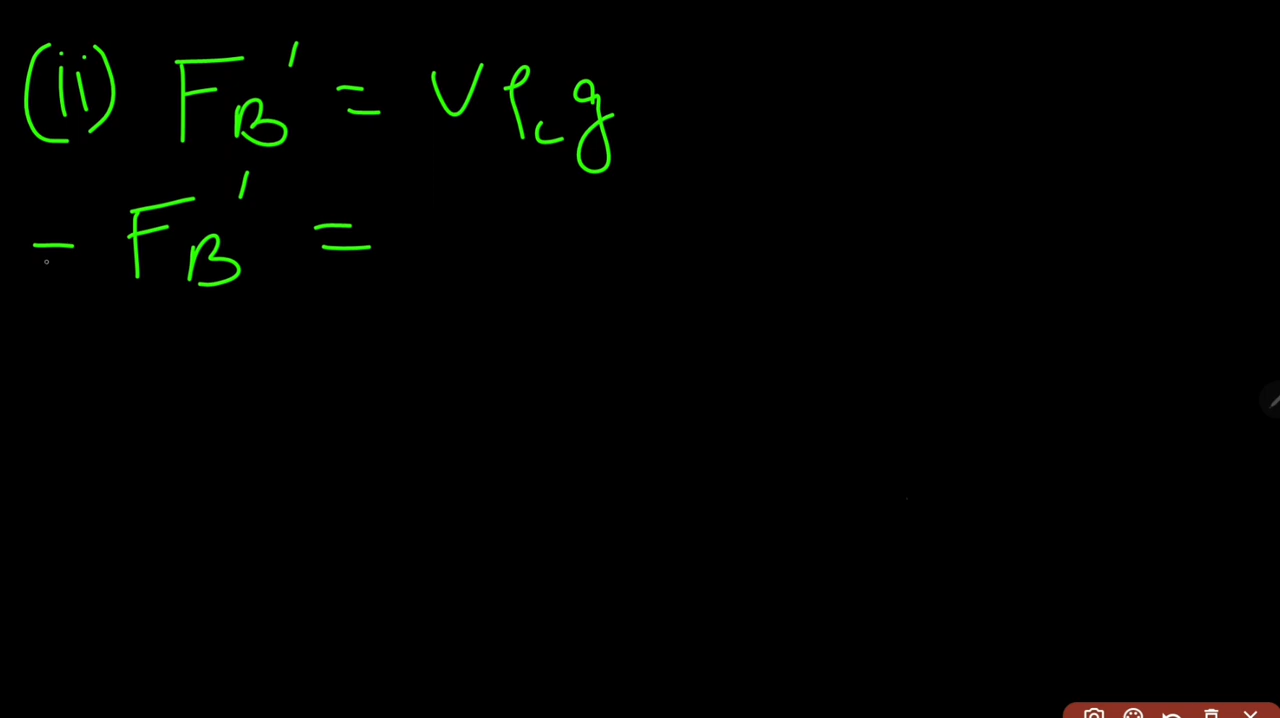 (ii) F_B' = Vρ_L g
- F_B' =